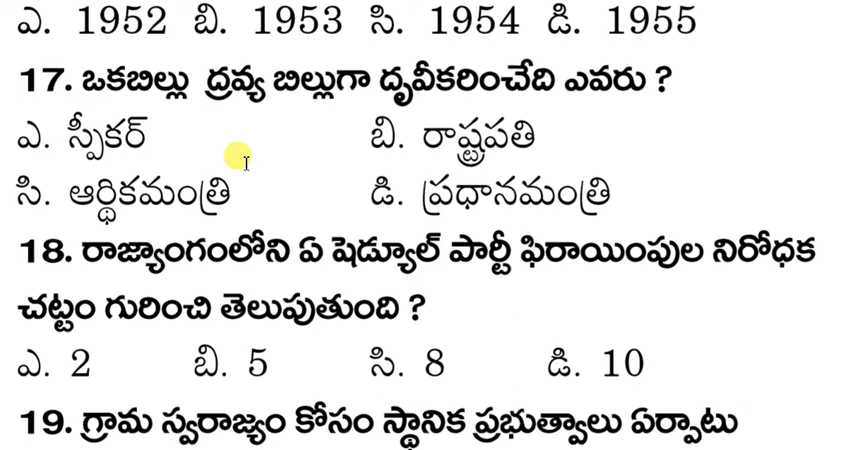 ఎ. 1952 బి. 1953 సి. 1954 డి. 1955
17. ఒకబిల్లు ద్రవ్య బిల్లుగా దృవీకరించేది ఎవరు ?
ఎ. స్పీకర్ బి. రాష్ట్రపతి
సి. ఆర్థికమంత్రి డి. ప్రధానమంత్రి
18. రాజ్యాంగంలోని ఏ షెడ్యూల్ పార్టీ ఫిరాయింపుల నిరోధక
చట్టం గురించి తెలుపుతుంది ?
ఎ. 2 బి. 5 సి. 8 డి. 10
19. గ్రామ స్వరాజ్యం కోసం స్థానిక ప్రభుత్వాలు ఏర్పాటు